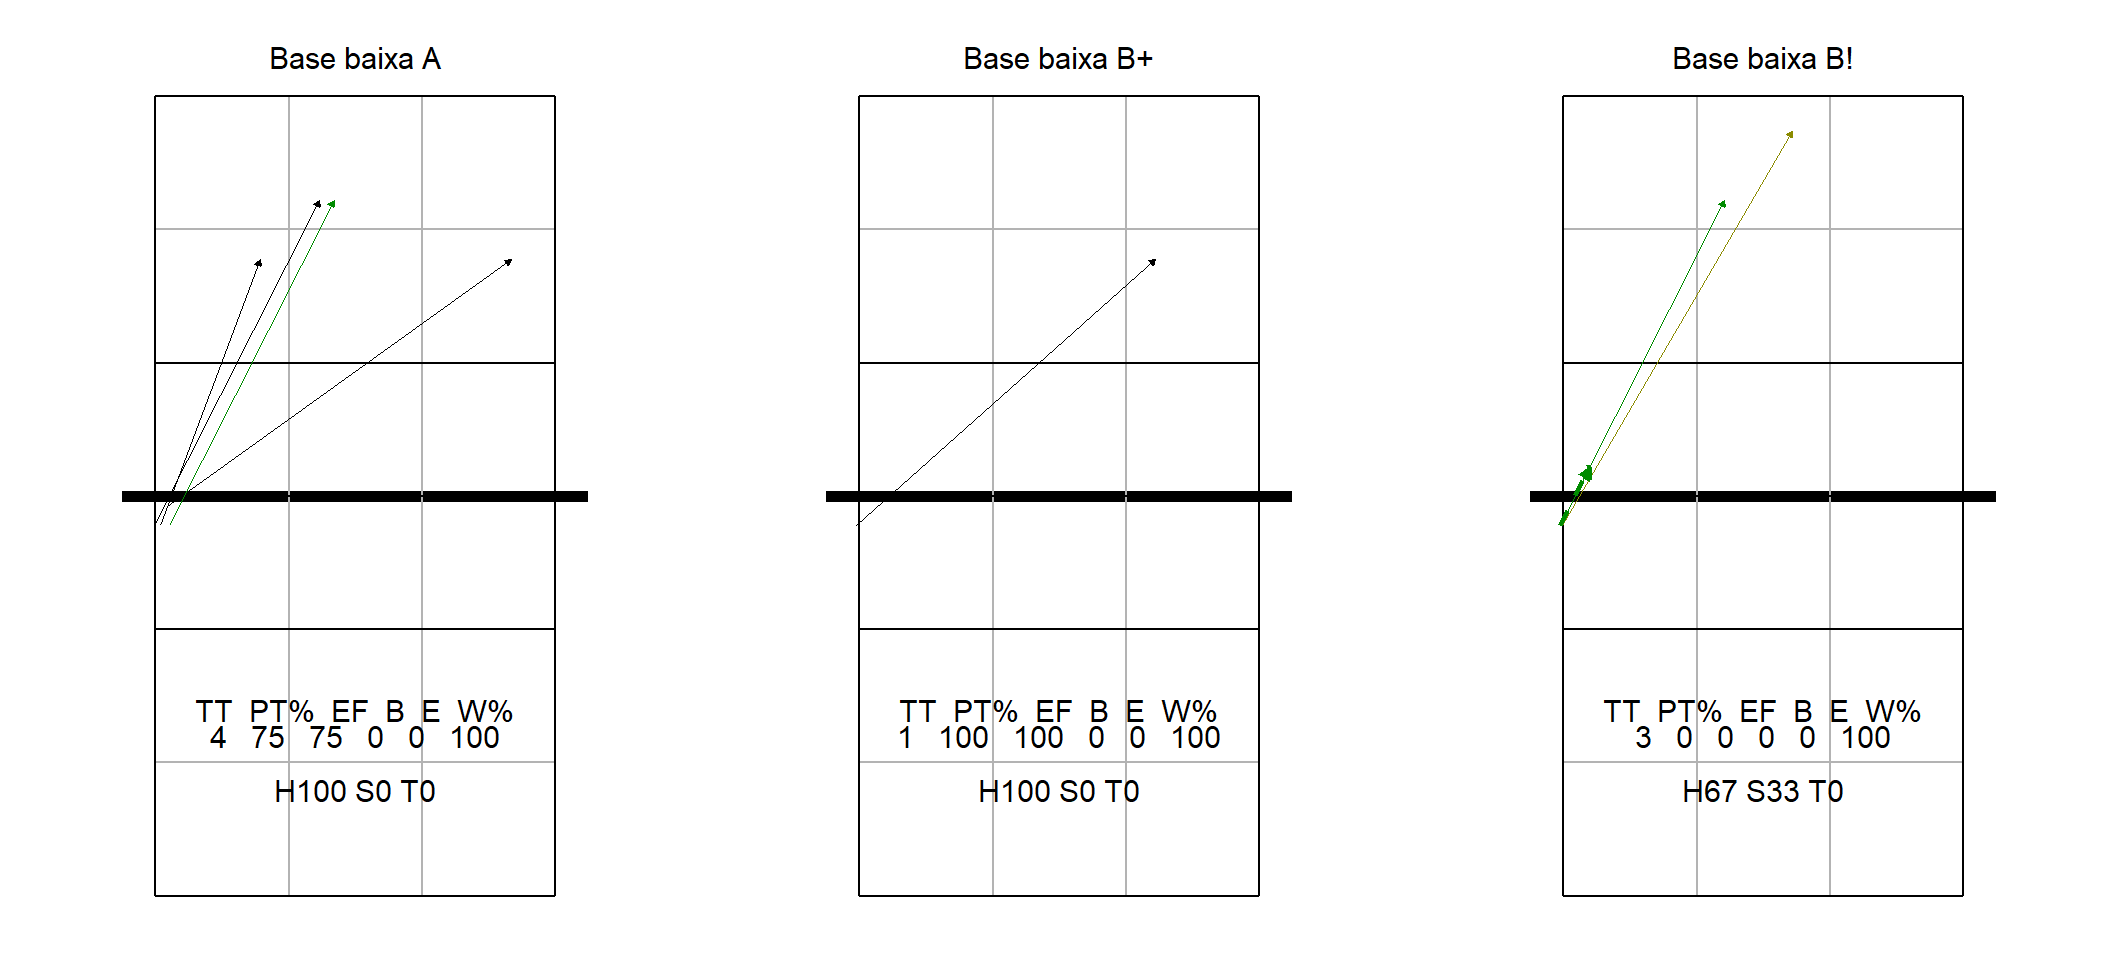 Base baixa A
TT PT% EF B E W%
4 75 75 0 0 100
H100 S0 T0
Base baixa B+
TT PT% EF B E W%
1 100 100 0 0 100
H100 S0 T0
Base baixa B!
TT PT% EF B E W%
3 0 0 0 0 100
H67 S33 T0